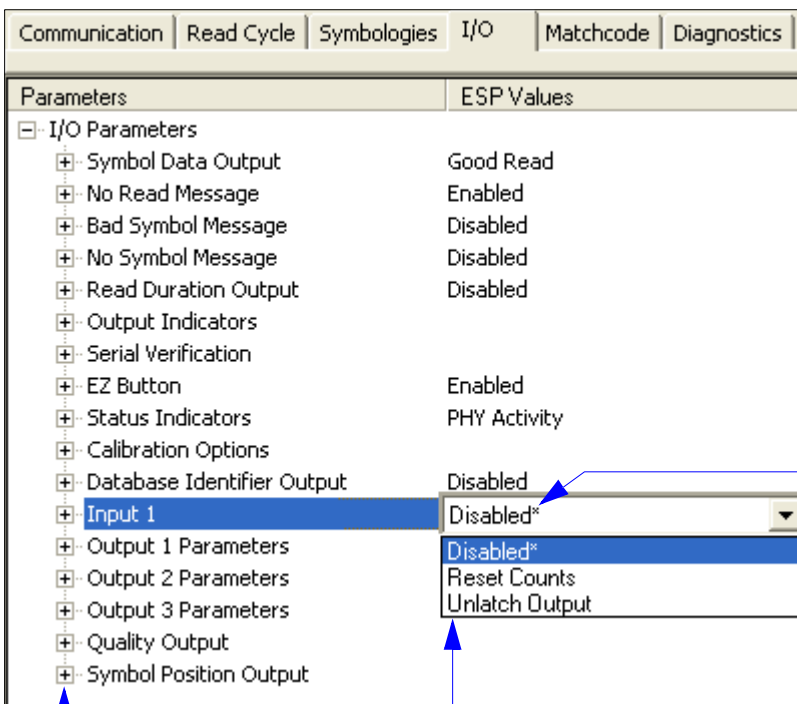 Communication Read Cycle Symbologies I/O Matchcode Diagnostics
Parameters ESP Values
I/O Parameters
Symbol Data Output Good Read
No Read Message Enabled
Bad Symbol Message Disabled
No Symbol Message Disabled
Read Duration Output Disabled
Output Indicators
Serial Verification
EZ Button Enabled
Status Indicators PHY Activity
Calibration Options
Database Identifier Output Disabled
Input 1 Disabled*
Output 1 Parameters Disabled*
Output 2 Parameters Reset Counts
Output 3 Parameters Unlatch Output
Quality Output
Symbol Position Output